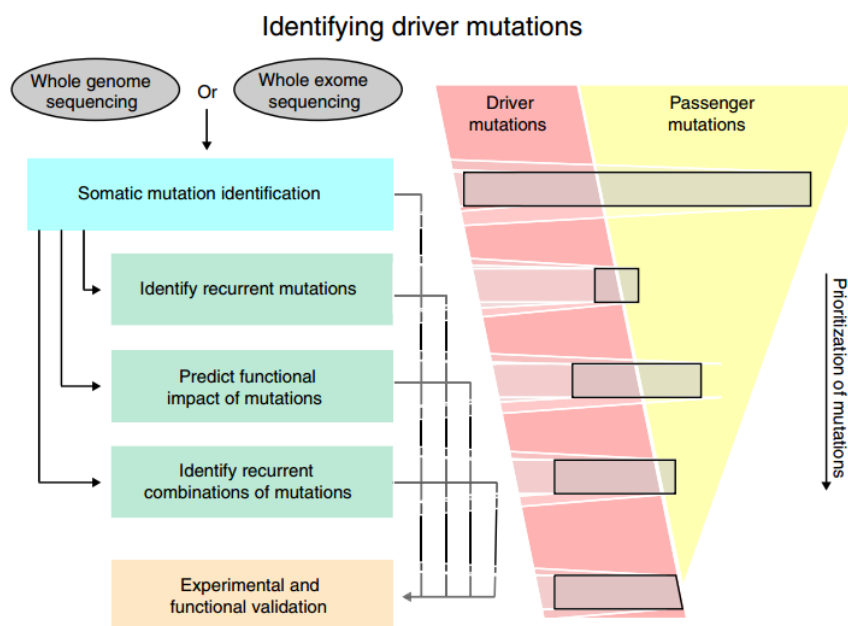 Identifying driver mutations
Whole genome
sequencing
Or
Whole exome
sequencing
Driver
mutations
Passenger
mutations
Somatic mutation identification
Identify recurrent mutations
Predict functional
impact of mutations
Identify recurrent
combinations of mutations
Experimental and
functional validation
Prioritization of mutations